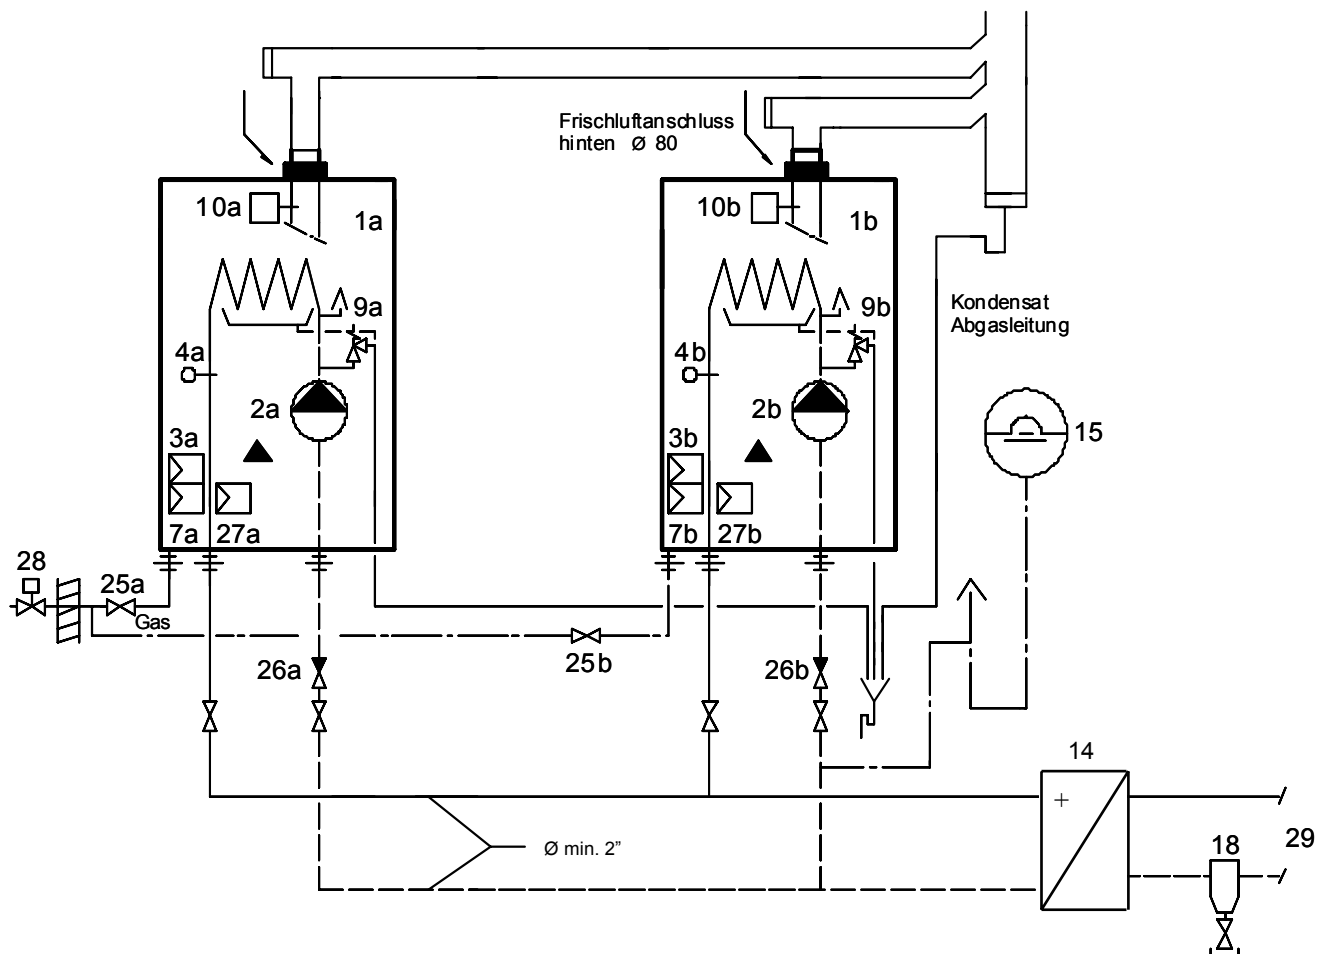 Frischluftanschluss
hinten Ø 80
10a
1a
10b
1b
9a
9b
Kondensat
Abgasleitung
4a
4b
2a
2b
15
3a
3b
7a
27a
7b
27b
28
25a
Gas
25b
26a
26b
14
+
Ø min. 2”
18
29